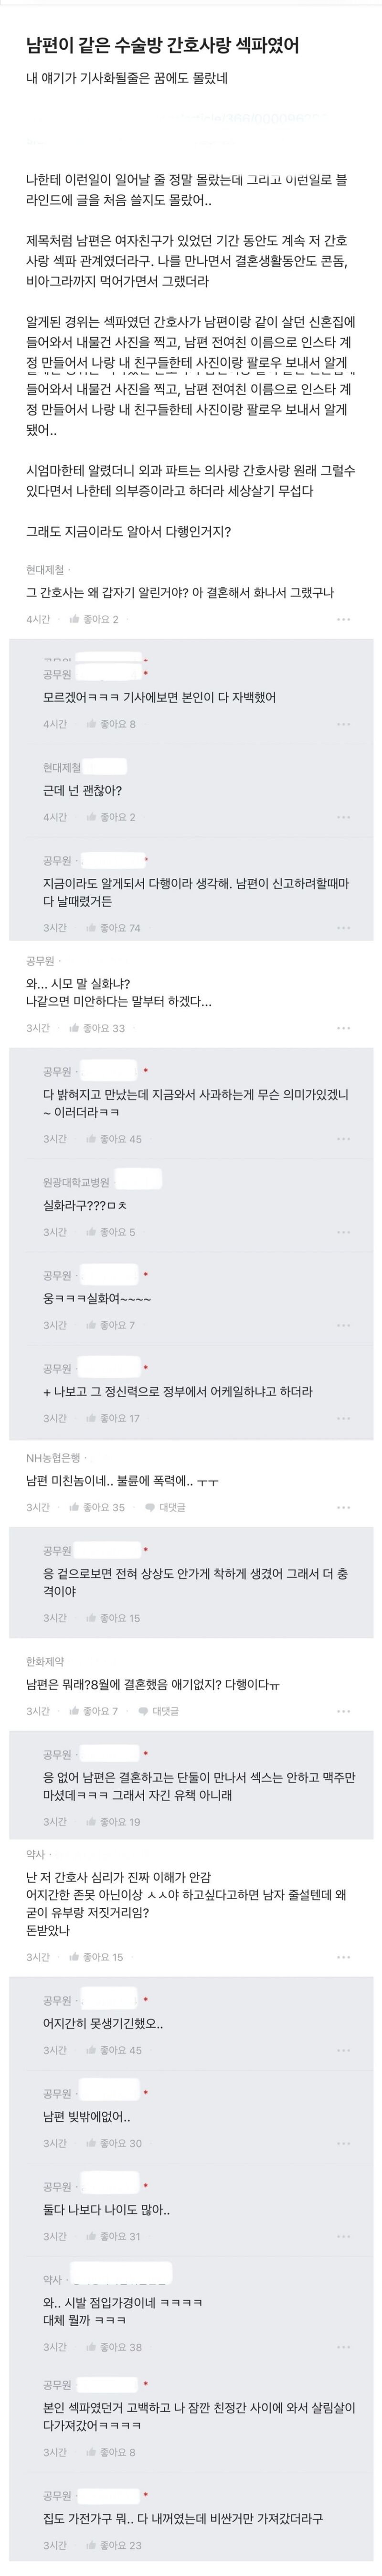 남편이 같은 수술방 간호사랑 섹파였어
내 얘기가 기사화될줄은 꿈에도 몰랐네
나한테 이런일이 일어날 줄 정말 몰랐는데 그리고 이런일로 블
라인드에 글을 처음 쓸지도 몰랐어..
제목처럼 남편은 여자친구가 있었던 기간 동안도 계속 저 간호
사랑 섹파 관계였더라구. 나를 만나면서 결혼생활동안도 콘돔,
비아그라까지 먹어가면서 그랬더라
알게된 경위는 섹파였던 간호사가 남편이랑 같이 살던 신혼집에
들어와서 내물건 사진을 찍고, 남편 전여친 이름으로 인스타 계
정 만들어서 나랑 내 친구들한테 사진이랑 팔로우 보내서 알게
들어와서 내물건 사진을 찍고, 남편 전여친 이름으로 인스타 계
정 만들어서 나랑 내 친구들한테 사진이랑 팔로우 보내서 알게
됐어..
시엄마한테 알렸더니 외과 파트는 의사랑 간호사랑 원래 그럴수
있다면서 나한테 의부증이라고 하더라 세상살기 무섭다
그래도 지금이라도 알아서 다행인거지?
현대제철 ·
그 간호사는 왜 갑자기 알린거야? 아 결혼해서 화나서 그랬구나
4시간 · 좋아요 2 ·
공무원 · *
모르겠어ㅋㅋㅋ 기사에보면 본인이 다 자백했어
4시간 좋아요 8
현대제철
근데 넌 괜찮아?
4시간 좋아요 2
공무원 · *
지금이라도 알게되서 다행이라 생각해. 남편이 신고하려할때마
다 날때렸거든
3시간 좋아요 74
공무원 ·
와... 시모 말 실화냐?
나같으면 미안하다는 말부터 하겠다...
3시간 · 좋아요 33 ·
공무원 · *
다 밝혀지고 만났는데 지금와서 사과하는게 무슨 의미가있겠니
~ 이러더라ㅋㅋ
3시간 좋아요 45
원광대학교병원
실화라구???ㅁㅊ
3시간 좋아요 5
공무원 · *
웅ㅋㅋㅋ실화여~~~~
3시간 좋아요 7
공무원 · *
+ 나보고 그 정신력으로 정부에서 어케일하냐고 하더라
3시간 좋아요 17
NH농협은행 ·
남편 미친놈이네.. 불륜에 폭력에.. ㅜㅜ
3시간 · 좋아요 35 · 대댓글
공무원 *
응 겉으로보면 전혀 상상도 안가게 착하게 생겼어 그래서 더 충
격이야
3시간 좋아요 15
한화제약
남편은 뭐래?8월에 결혼했음 애기없지? 다행이다ㅠ
3시간 · 좋아요 7 · 대댓글
공무원 · *
응 없어 남편은 결혼하고는 단둘이 만나서 섹스는 안하고 맥주만
마셨데ㅋㅋㅋ 그래서 자긴 유책 아니래
3시간 좋아요 19
약사 ·
난 저 간호사 심리가 진짜 이해가 안감
어지간한 존못 아닌이상 ㅅㅅ야 하고싶다고하면 남자 줄설텐데 왜
굳이 유부랑 저짓거리임?
돈받았나
3시간 · 좋아요 15 ·
공무원 · *
어지간히 못생기긴했오..
3시간 좋아요 45
공무원 · *
남편 빚밖에없어..
3시간 좋아요 30
공무원 · *
둘다 나보다 나이도 많아..
3시간 좋아요 31
약사 ·
와.. 시발 점입가경이네 ㅋㅋㅋㅋ
대체 뭘까 ㅋㅋㅋ
3시간 좋아요 38
공무원 · *
본인 섹파였던거 고백하고 나 잠깐 친정간 사이에 와서 살림살이
다가져갔어ㅋㅋㅋㅋ
3시간 좋아요 8
공무원 · *
집도 가전가구 뭐.. 다 내꺼였는데 비싼거만 가져갔더라구
3시간 좋아요 23